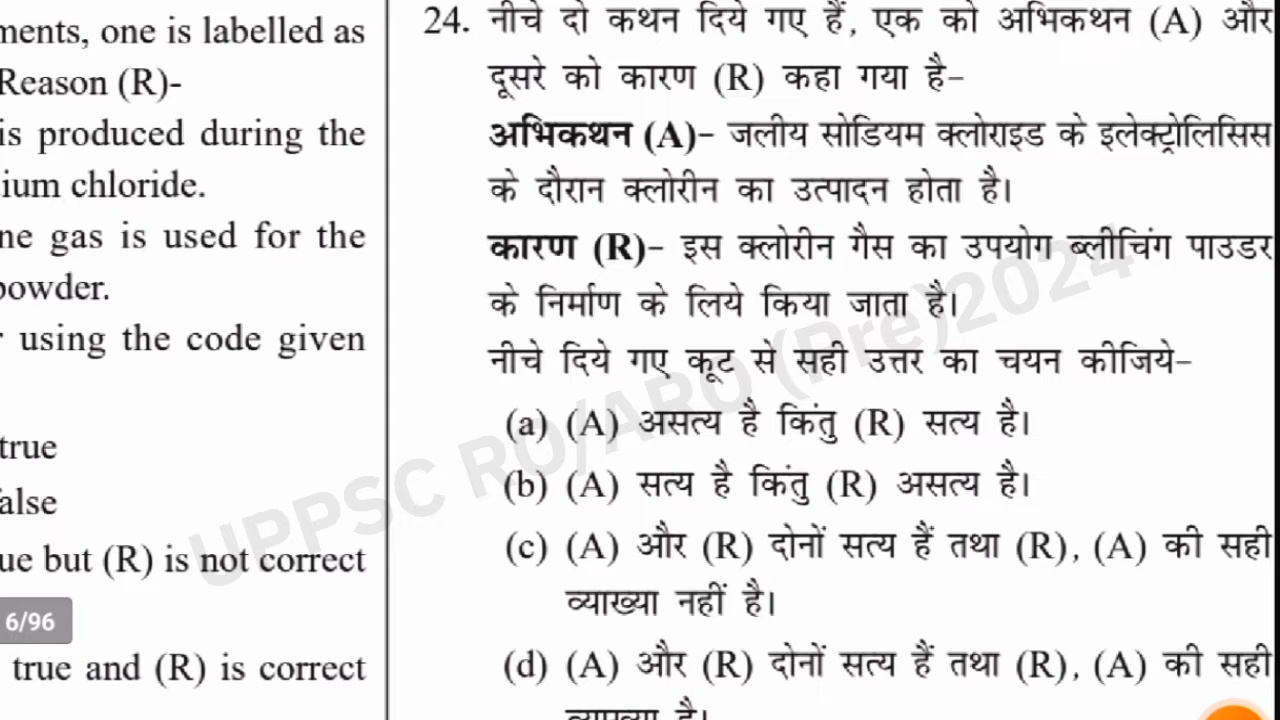 ments, one is labelled as
Reason (R)-
is produced during the
ium chloride.
ne gas is used for the
powder.
r using the code given
true
alse
ue but (R) is not correct
6/96
true and (R) is correct
24. नीचे दो कथन दिये गए हैं, एक को अभिकथन (A) और
दूसरे को कारण (R) कहा गया है-
अभिकथन (A)- जलीय सोडियम क्लोराइड के इलेक्ट्रोलिसिस
के दौरान क्लोरीन का उत्पादन होता है।
कारण (R)- इस क्लोरीन गैस का उपयोग ब्लीचिंग पाउडर
के निर्माण के लिये किया जाता है।
नीचे दिये गए कूट से सही उत्तर का चयन कीजिये-
(a) (A) असत्य है किंतु (R) सत्य है।
(b) (A) सत्य है किंतु (R) असत्य है।
(c) (A) और (R) दोनों सत्य हैं तथा (R), (A) की सही
व्याख्या नहीं है।
(d) (A) और (R) दोनों सत्य हैं तथा (R), (A) की सही
व्याख्या है।
UPPSC RO/ARO (Pre) 2024